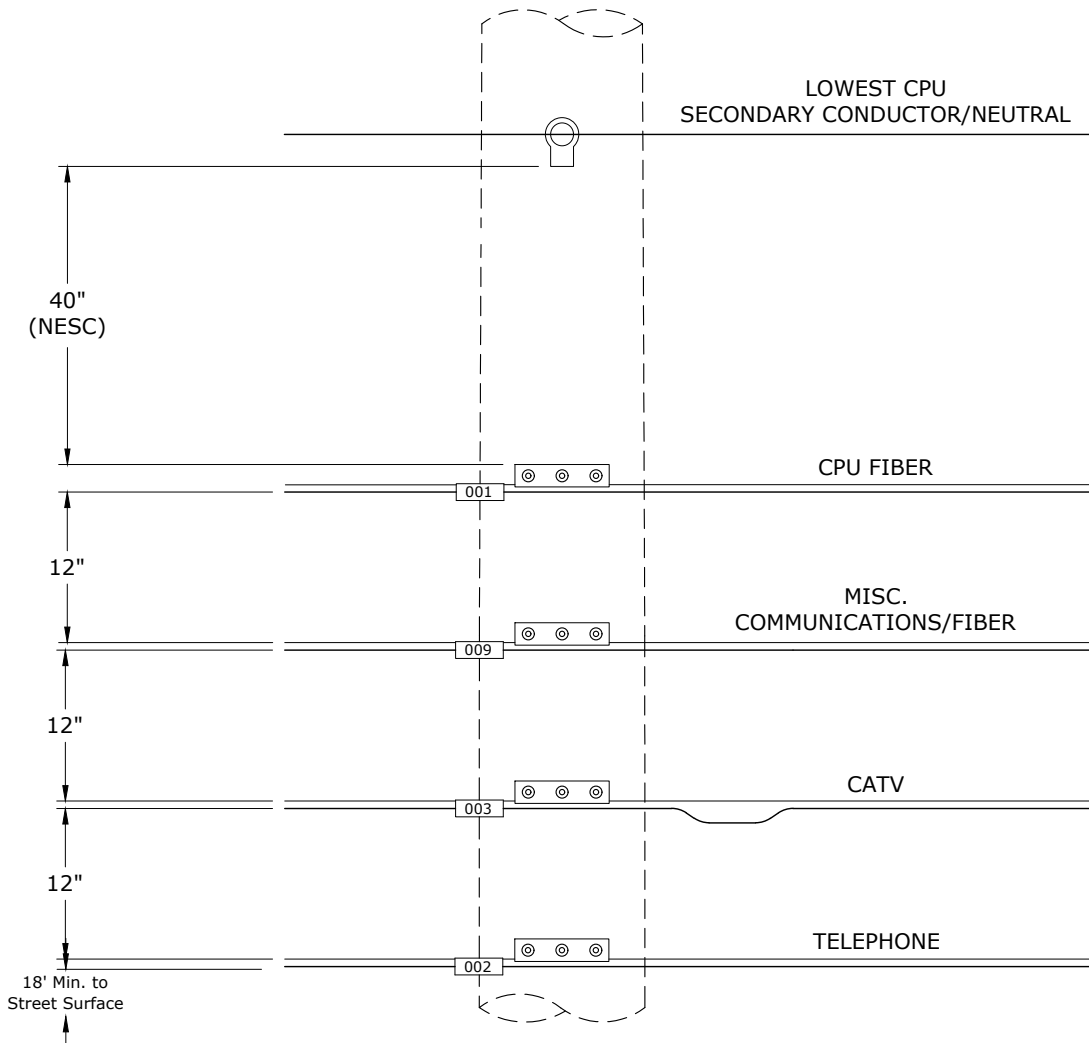 LOWEST CPU
SECONDARY CONDUCTOR/NEUTRAL
40"
(NESC)
CPU FIBER
001
12"
MISC.
COMMUNICATIONS/FIBER
009
12"
CATV
003
12"
TELEPHONE
002
18' Min. to
Street Surface